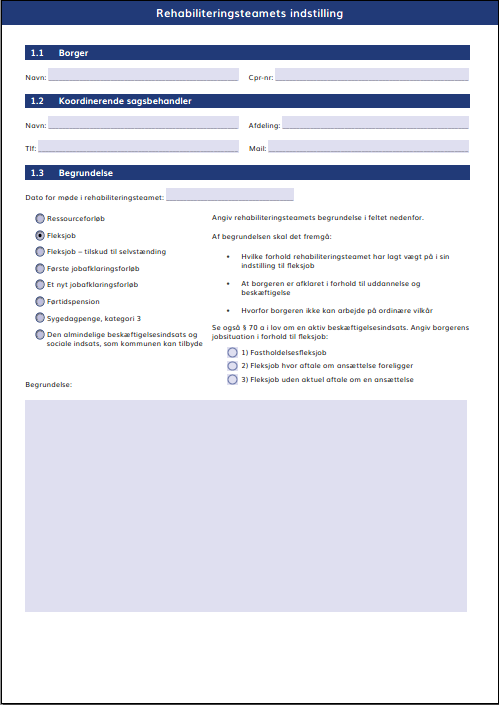 Rehabiliteringsteamets indstilling
1.1 Borger
Navn: Cpr-nr:
1.2 Koordinerende sagsbehandler
Navn: Afdeling:
Tlf: Mail:
1.3 Begrundelse
Dato for møde i rehabiliteringsteamet:
Ressourceforløb
Fleksjob
Fleksjob – tilskud til selvstænding
Første jobafklaringsforløb
Et nyt jobafklaringsforløb
Førtidspension
Sygedagpenge, kategori 3
Den almindelige beskæftigelsesindsats og
sociale indsats, som kommunen kan tilbyde
Angiv rehabiliteringsteamets begrundelse i feltet nedenfor.
Af begrundelsen skal det fremgå:
• Hvilke forhold rehabiliteringsteamet har lagt vægt på i sin
indstilling til fleksjob
• At borgeren er afklaret i forhold til uddannelse og
beskæftigelse
• Hvorfor borgeren ikke kan arbejde på ordinære vilkår
Se også § 70 a i lov om en aktiv beskæftigelsesindsats. Angiv borgerens
jobsituation i forhold til fleksjob:
1) Fastholdelsesfleksjob
2) Fleksjob hvor aftale om ansættelse foreligger
3) Fleksjob uden aktuel aftale om en ansættelse
Begrundelse: